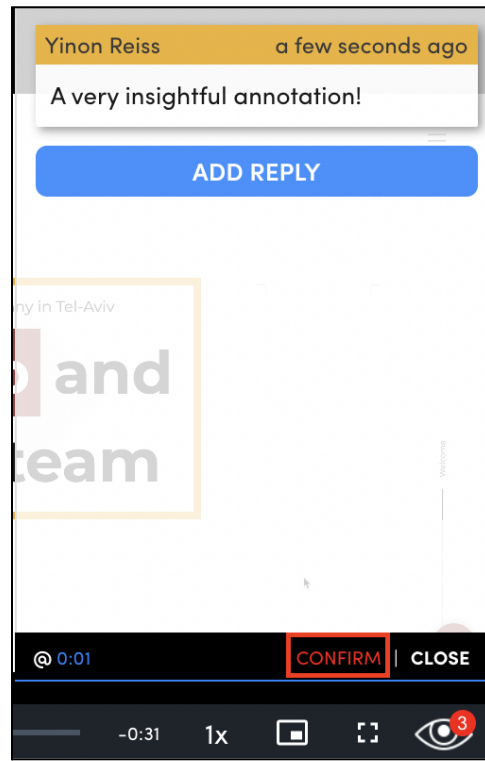 Yinon Reiss a few seconds ago
A very insightful annotation!
ADD REPLY
ny in Tel-Aviv
and
team
Welcome
@ 0:01 CONFIRM | CLOSE
-0:31 1x 3